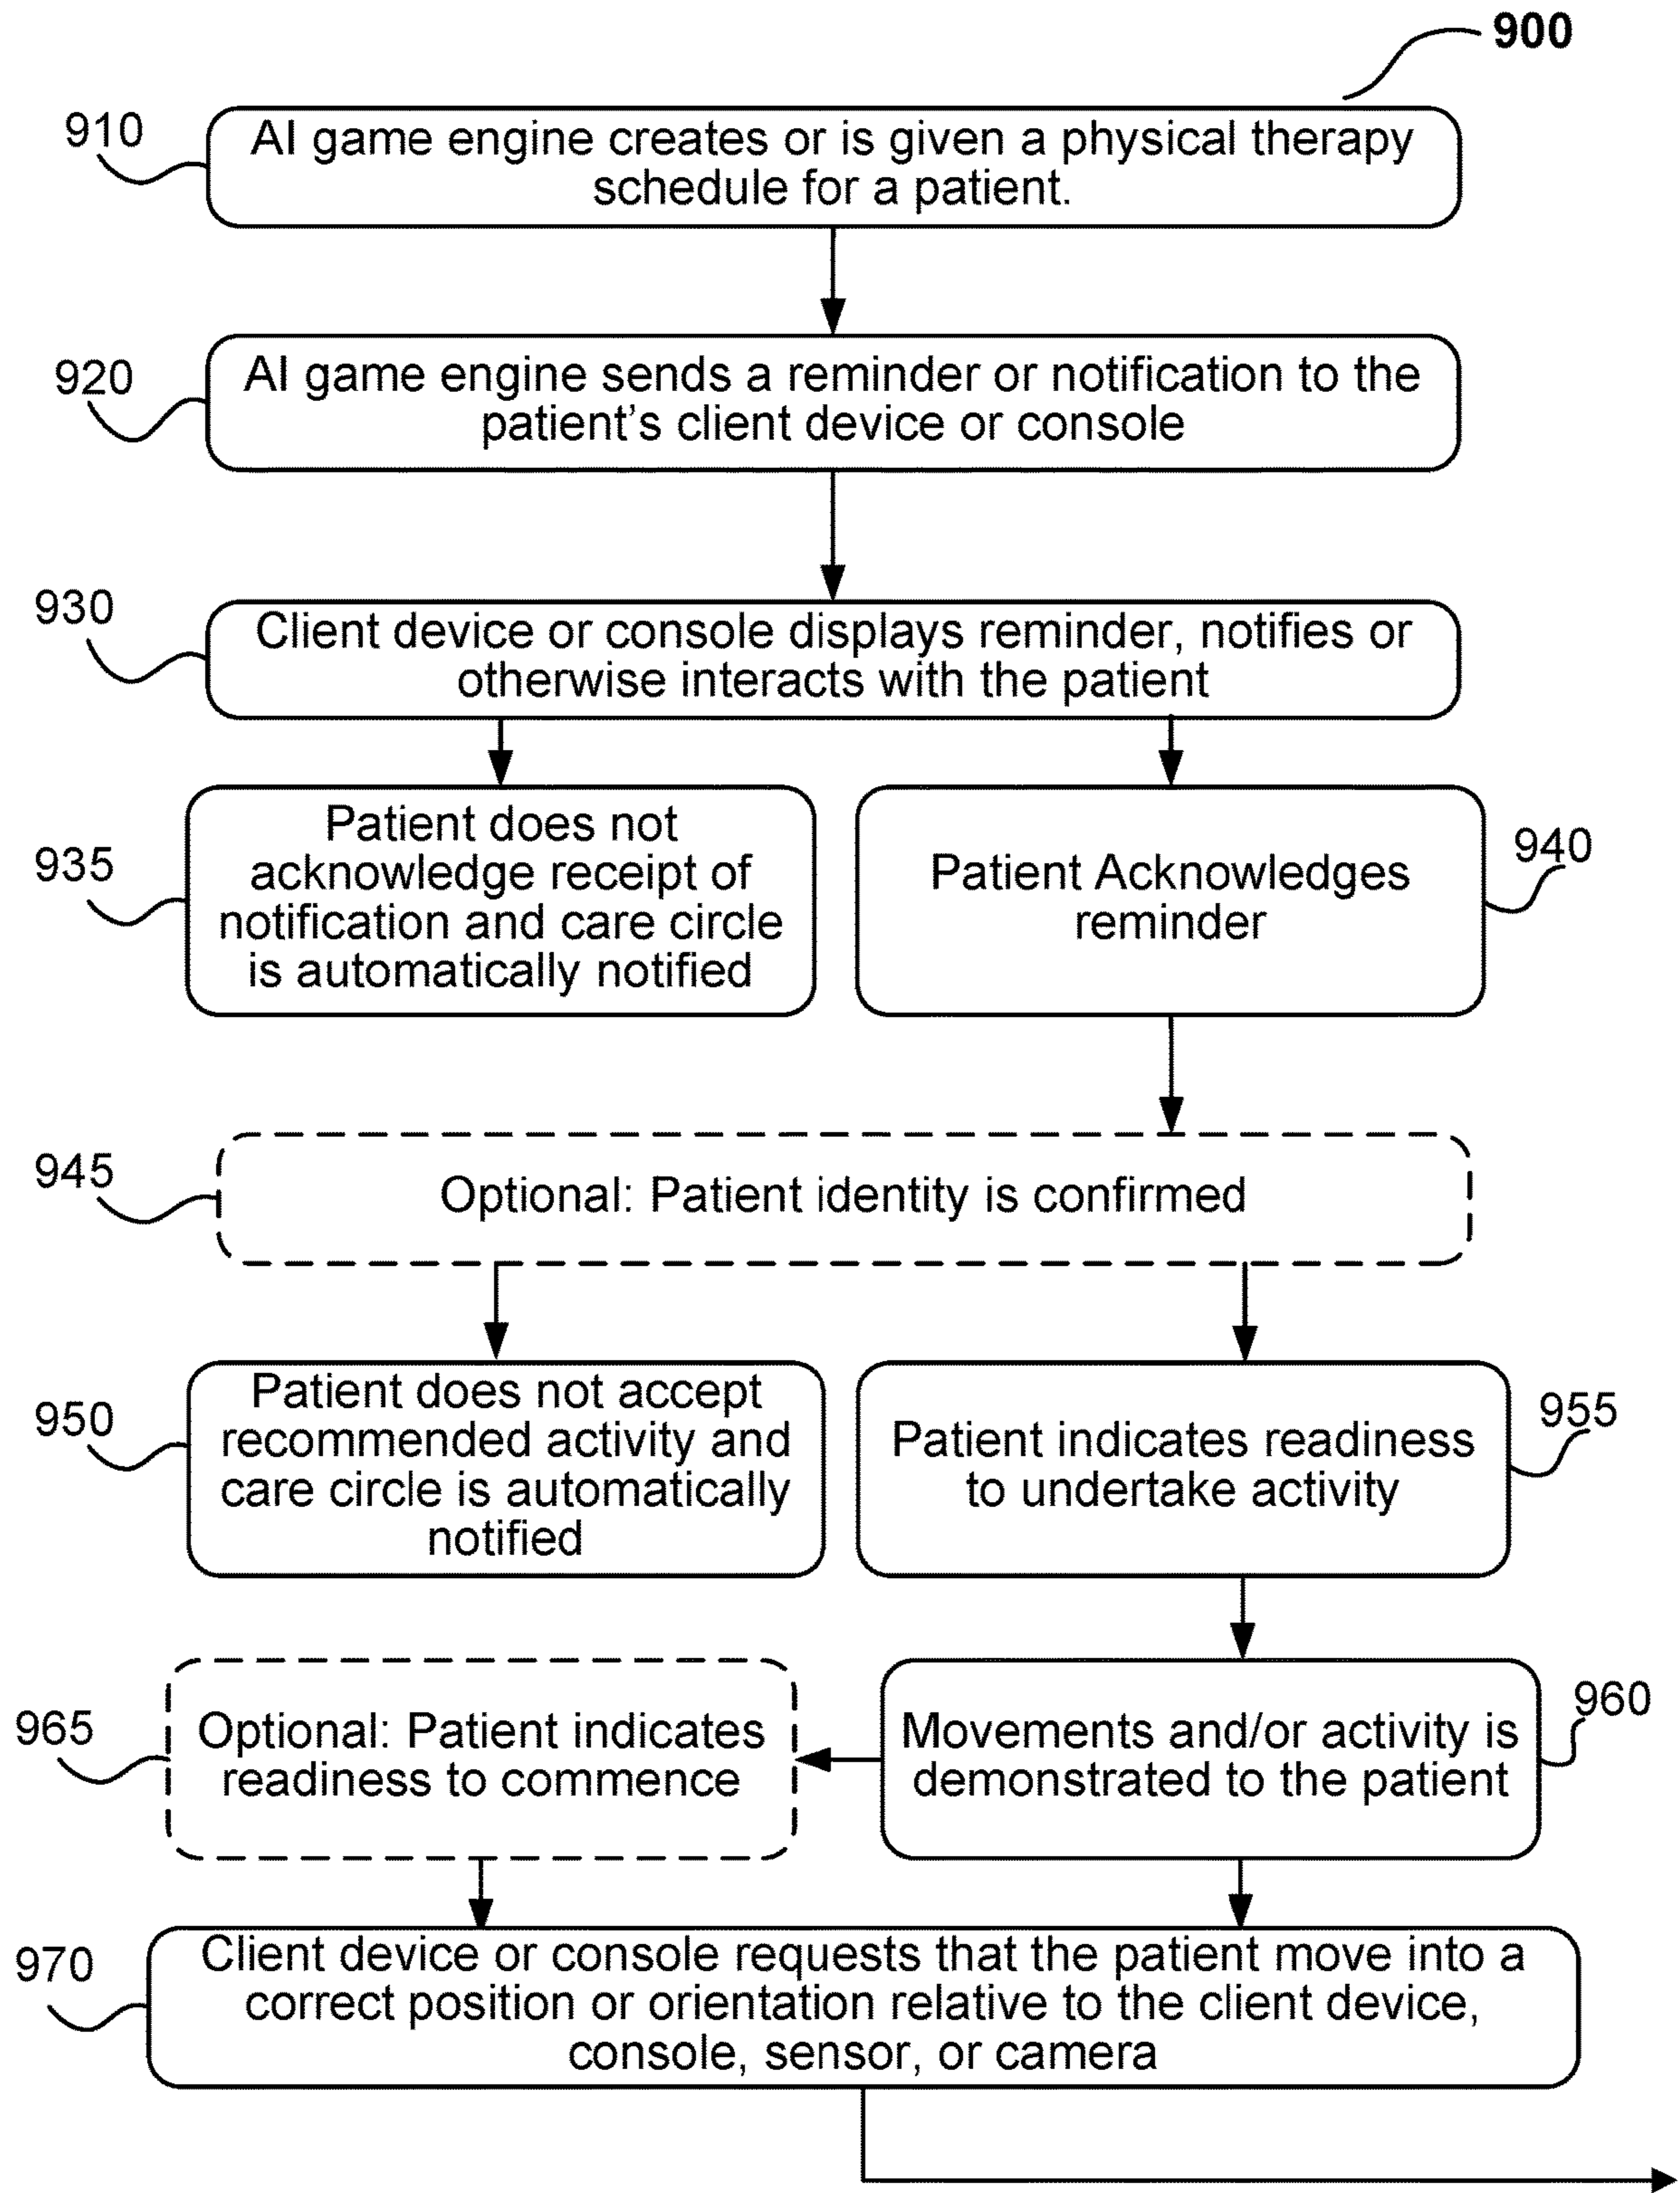 900
910
AI game engine creates or is given a physical therapy
schedule for a patient.
920
AI game engine sends a reminder or notification to the
patient's client device or console
930
Client device or console displays reminder, notifies or
otherwise interacts with the patient
935
Patient does not
acknowledge receipt of
notification and care circle
is automatically notified
940
Patient Acknowledges
reminder
945
Optional: Patient identity is confirmed
950
Patient does not accept
recommended activity and
care circle is automatically
notified
955
Patient indicates readiness
to undertake activity
960
Movements and/or activity is
demonstrated to the patient
965
Optional: Patient indicates
readiness to commence
970
Client device or console requests that the patient move into a
correct position or orientation relative to the client device,
console, sensor, or camera